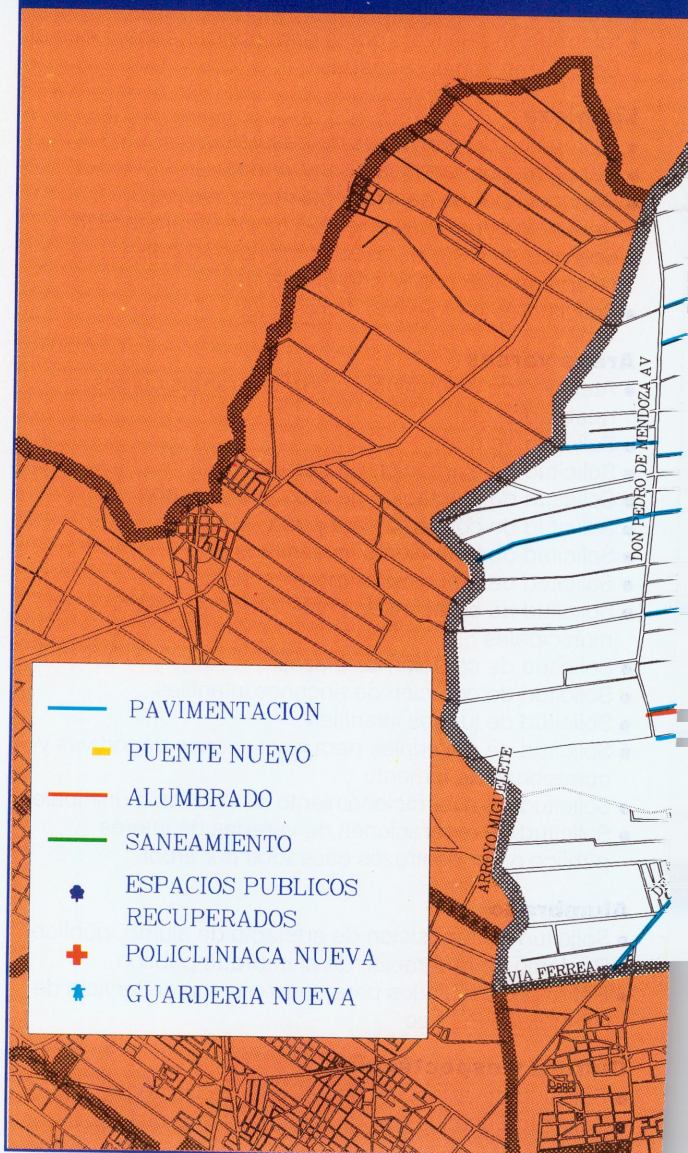 DON PEDRO DE MENDOZA AV
PAVIMENTACION
PUENTE NUEVO
ALUMBRADO
SANEAMIENTO
ESPACIOS PUBLICOS
RECUPERADOS
POLICLINIACA NUEVA
GUARDERIA NUEVA
ARROYO MIGUELETE
VIA FERREA